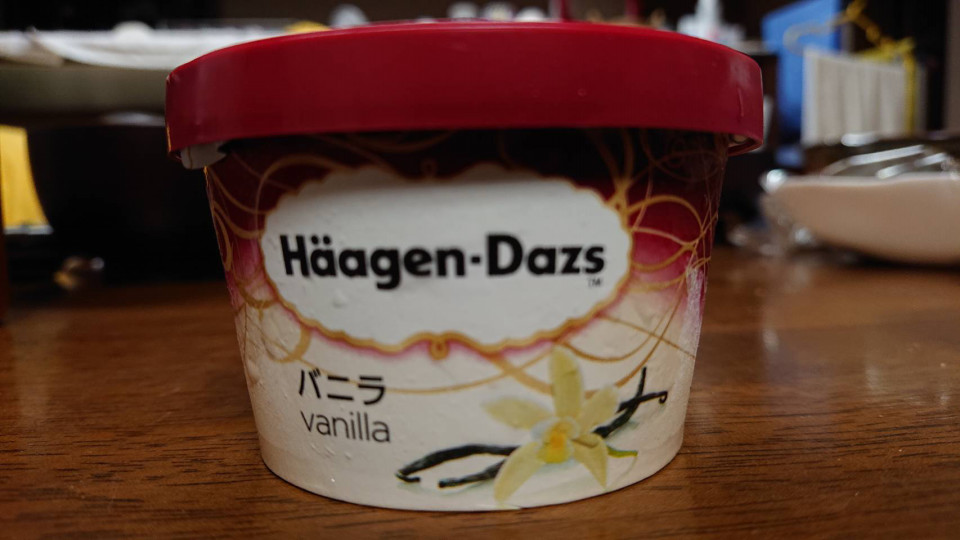 Häagen-Dazs
TM
バニラ
vanilla